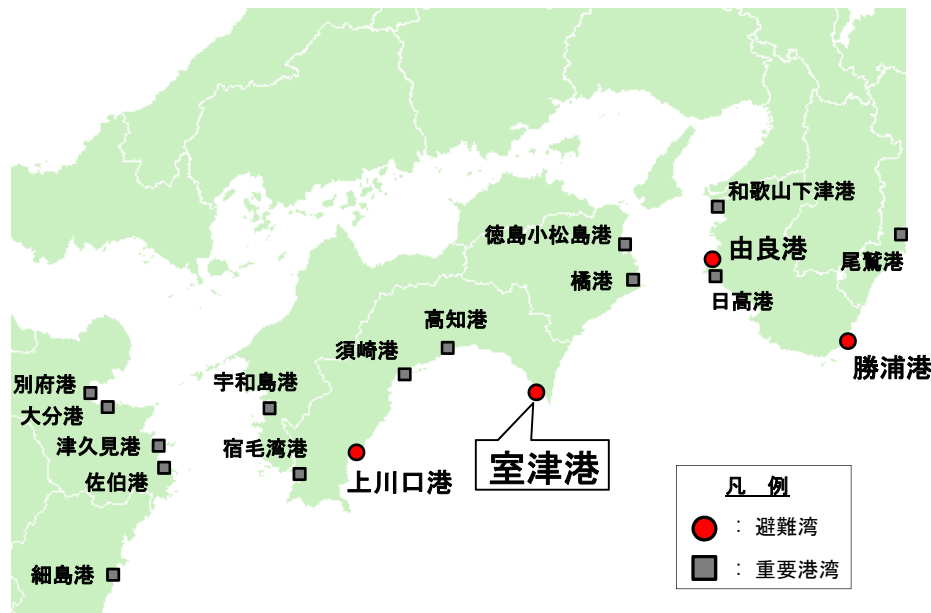 和歌山下津港
徳島小松島港
由良港
尾鷲港
橘港
日高港
高知港
須崎港
勝浦港
別府港
宇和島港
大分港
津久見港
宿毛湾港
室津港
佐伯港
上川口港
凡 例
: 避難湾
: 重要港湾
細島港